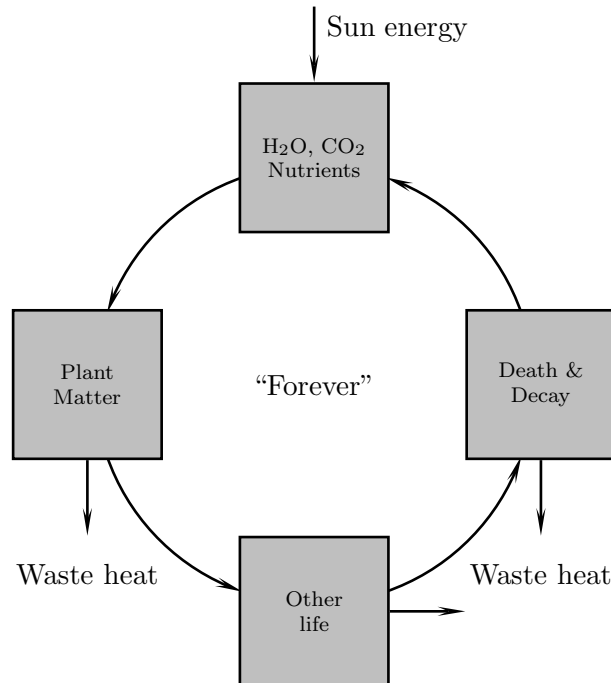 Sun energy
H₂O, CO₂
Nutrients
Plant
Matter
“Forever”
Death &
Decay
Waste heat
Waste heat
Other
life